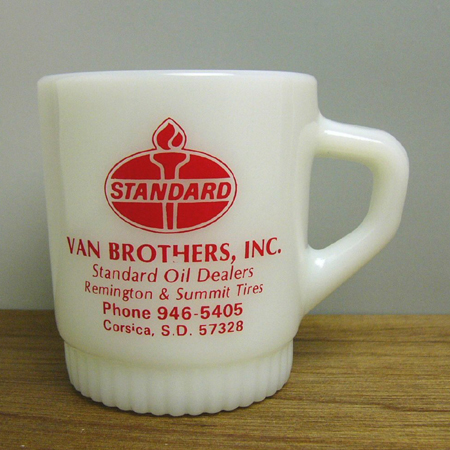 STANDARD
VAN BROTHERS, INC.
Standard Oil Dealers
Remington & Summit Tires
Phone 946-5405
Corsica, S.D. 57328